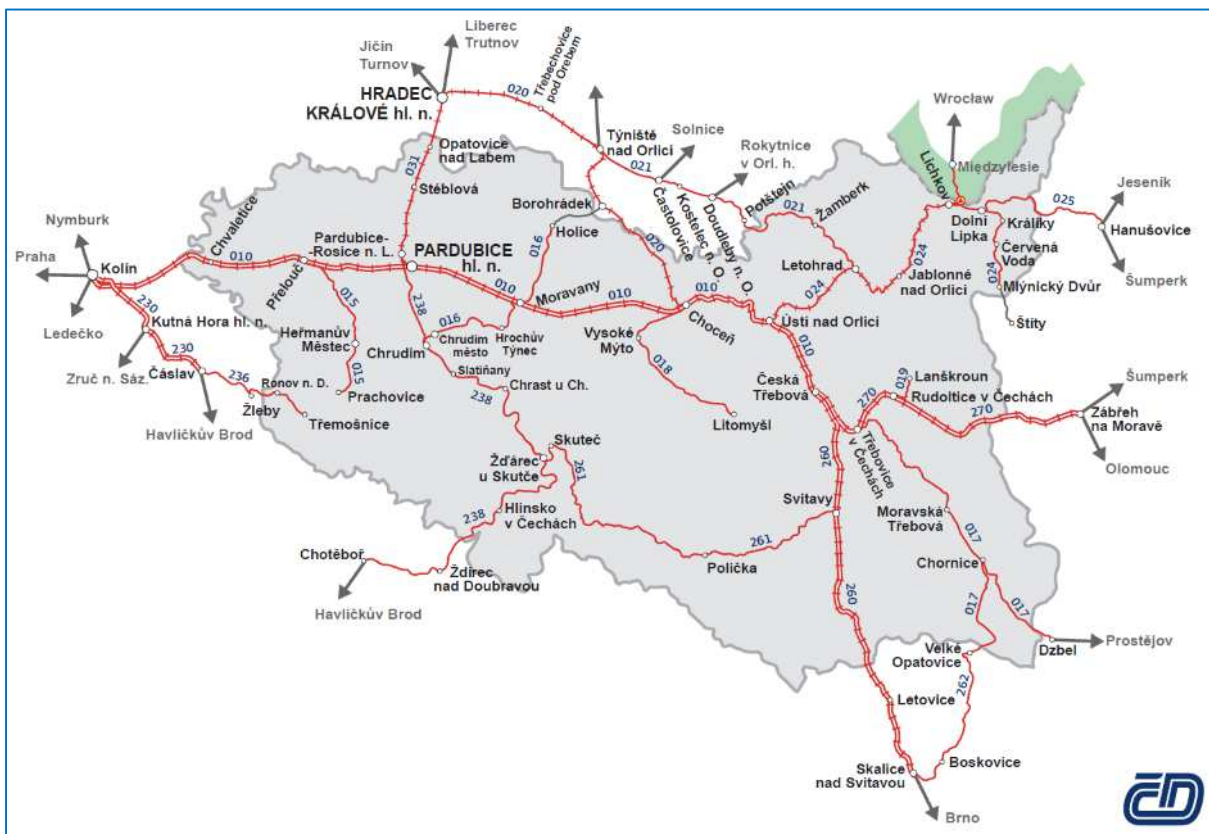 Liberec
Trutnov
Jičín
Turnov
HRADEC
KRÁLOVÉ hl. n.
020
Třebechovice
pod Orebem
Týniště
nad Orlicí
Solnice
021
Rokytnice
v Orl. h.
Wrocław
Międzylesie
Lichkov
Jeseník
025
Hanušovice
Šumperk
Opatovice
nad Labem
031
Stéblová
Borohrádek
Častolovice
Kostelec n. O.
Doudleby n. O.
Potštejn
021
Žamberk
Dolní
Lipka
Králíky
Červená
Voda
024
Mlýnický Dvůr
Štíty
Nymburk
Praha
Kolín
Ledečko
Chvaletice
010
Přelouč
Pardubice-
Rosice n. L.
PARDUBICE
hl. n.
Holice
016
020
010
Letohrad
024
024
Jablonné
nad Orlicí
010
Moravany
010
Choceň
Ústí nad Orlicí
230
Kutná Hora hl. n.
Zruč n. Sáz.
230
Čáslav
236
Ronov n. D.
Žleby
Třemošnice
Havlíčkův Brod
015
Heřmanův
Městec
015
Prachovice
238
016
Chrudim
město
Hrochův
Týnec
Chrudim
Slatiňany
238
Chrast u Ch.
Vysoké
Mýto
018
Litomyšl
010
Česká
Třebová
270
019
Lanškroun
Rudoltice v Čechách
270
Šumperk
Zábřeh
na Moravě
Olomouc
Třebovice
v Čechách
260
Skuteč
Žďárec
u Skutče
261
238
Hlinsko
v Čechách
Svitavy
Moravská
Třebová
017
261
Polička
Chornice
Chotěboř
Ždírec
nad Doubravou
Havlíčkův Brod
260
017
017
Dzbel
Prostějov
Velké
Opatovice
262
Letovice
Boskovice
Skalice
nad Svitavou
Brno
ČD